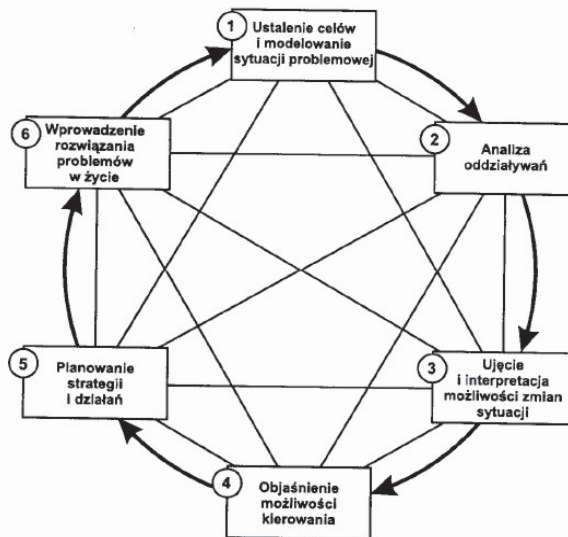 1
Ustalenie celów
i modelowanie
sytuacji problemowej
2
Analiza
oddziaływań
3
Ujęcie
i interpretacja
możliwości zmian
sytuacji
4
Objaśnienie
możliwości
kierowania
5
Planowanie
strategii
i działań
6
Wprowadzenie
rozwiązania
problemów
w życie